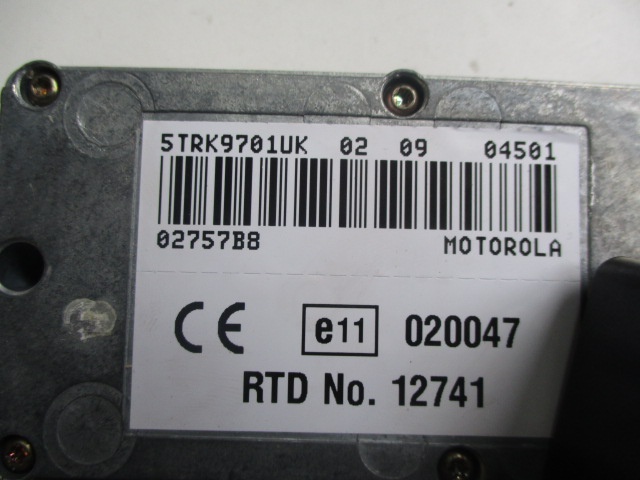 5TRK9701UK 02 09 04501
02757B8 MOTOROLA
CE e11 020047
RTD No. 12741